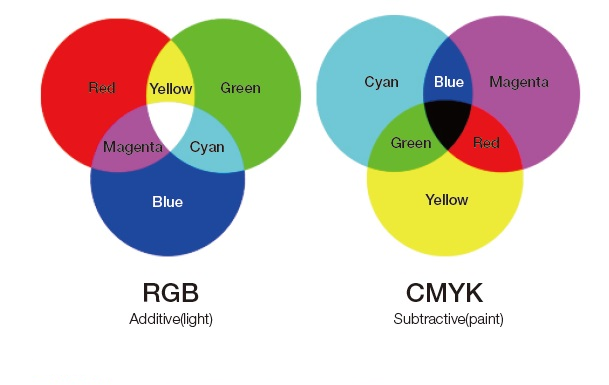 Red
Yellow
Green
Magenta
Cyan
Blue
RGB
Additive(light)
Cyan
Blue
Magenta
Green
Red
Yellow
CMYK
Subtractive(paint)